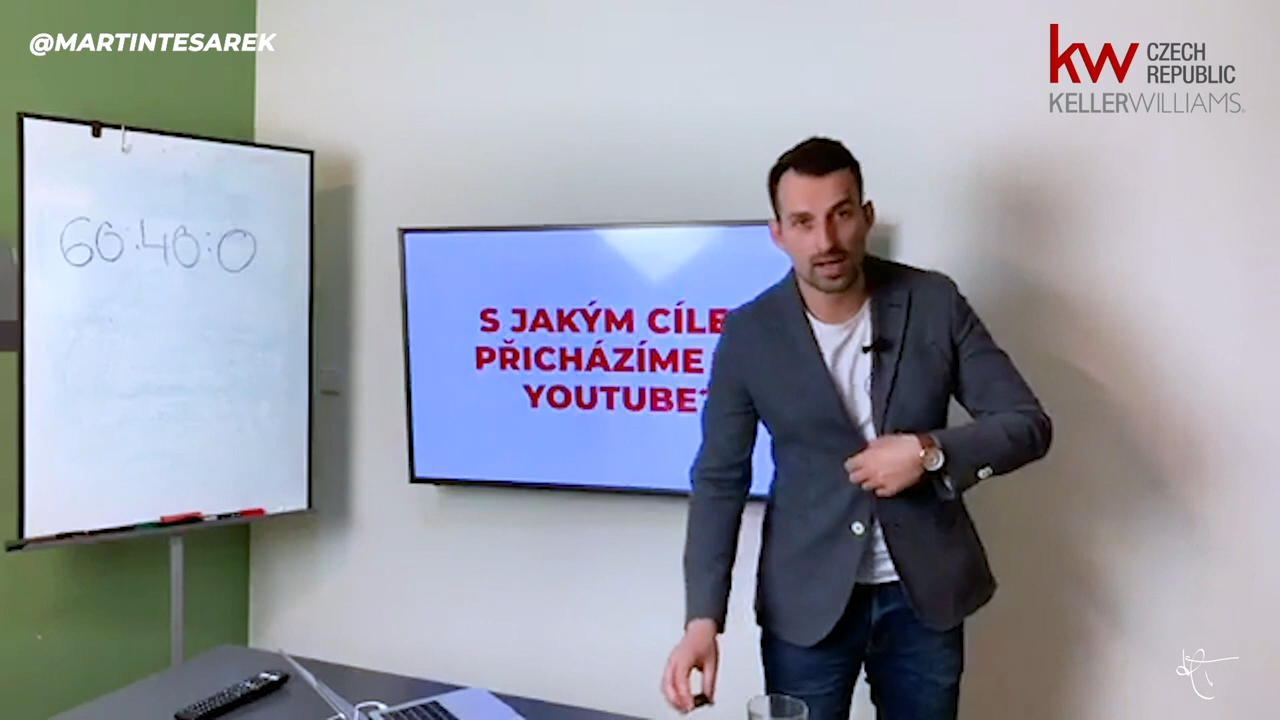 @MARTINTESAREK
kw CZECH
REPUBLIC
KELLERWILLIAMS.
60:40:0
S JAKÝM CÍLE
PŘICHÁZÍME
YOUTUBE?